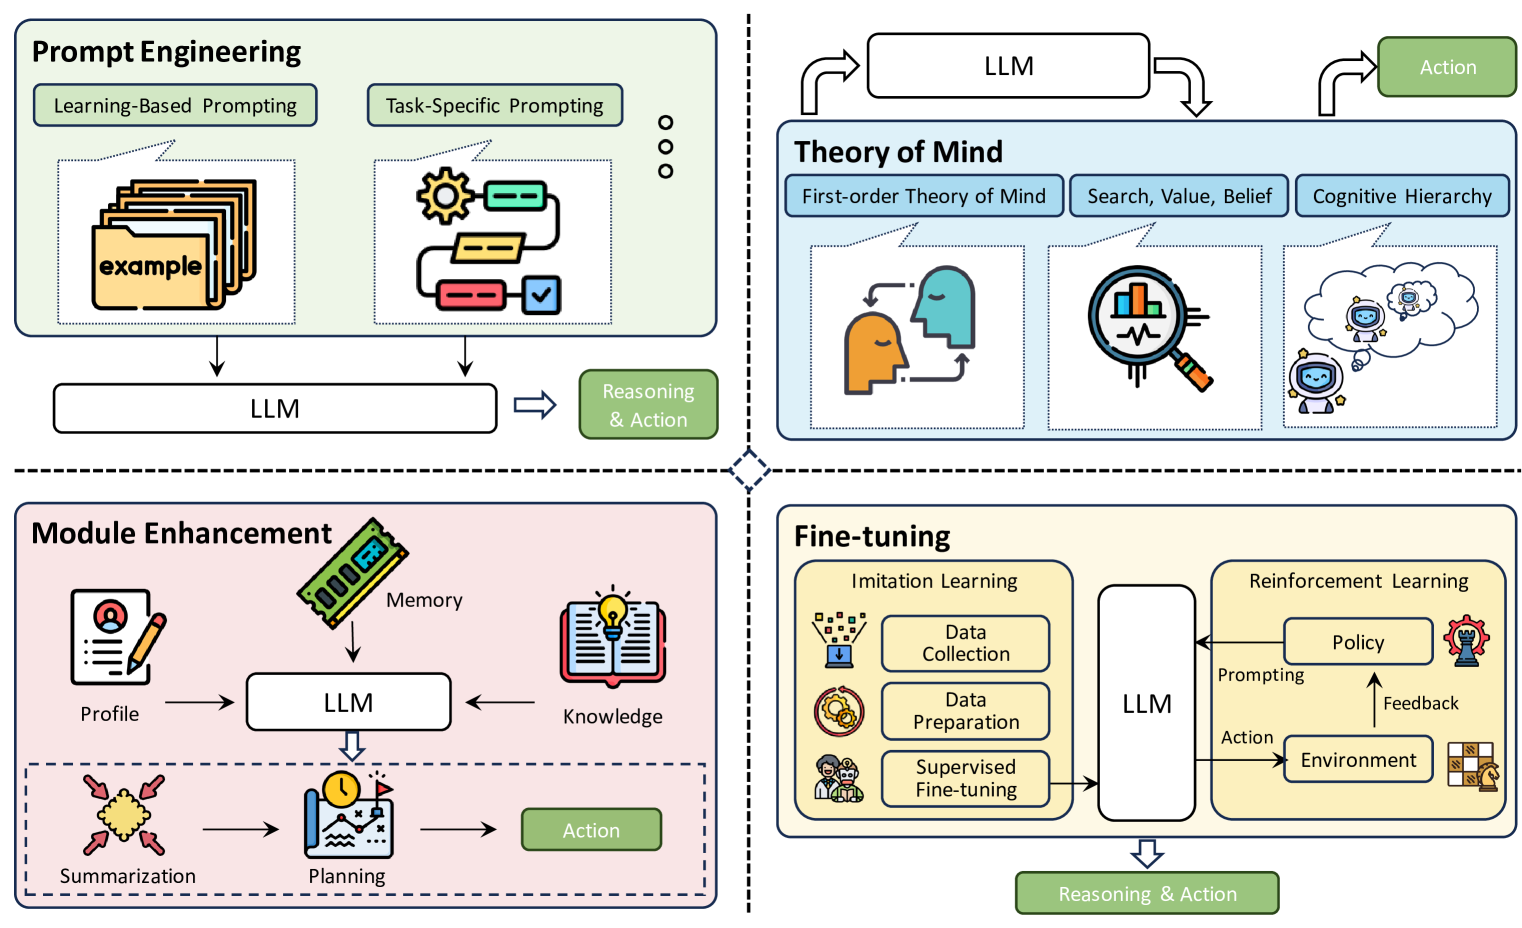 Prompt Engineering
Learning-Based Prompting
Task-Specific Prompting
example
LLM
Reasoning
& Action
LLM
Action
Theory of Mind
First-order Theory of Mind
Search, Value, Belief
Cognitive Hierarchy
Module Enhancement
Memory
Profile
LLM
Knowledge
Summarization
Planning
Action
Fine-tuning
Imitation Learning
Data
Collection
Data
Preparation
Supervised
Fine-tuning
LLM
Reinforcement Learning
Policy
Prompting
Feedback
Action
Environment
Reasoning & Action